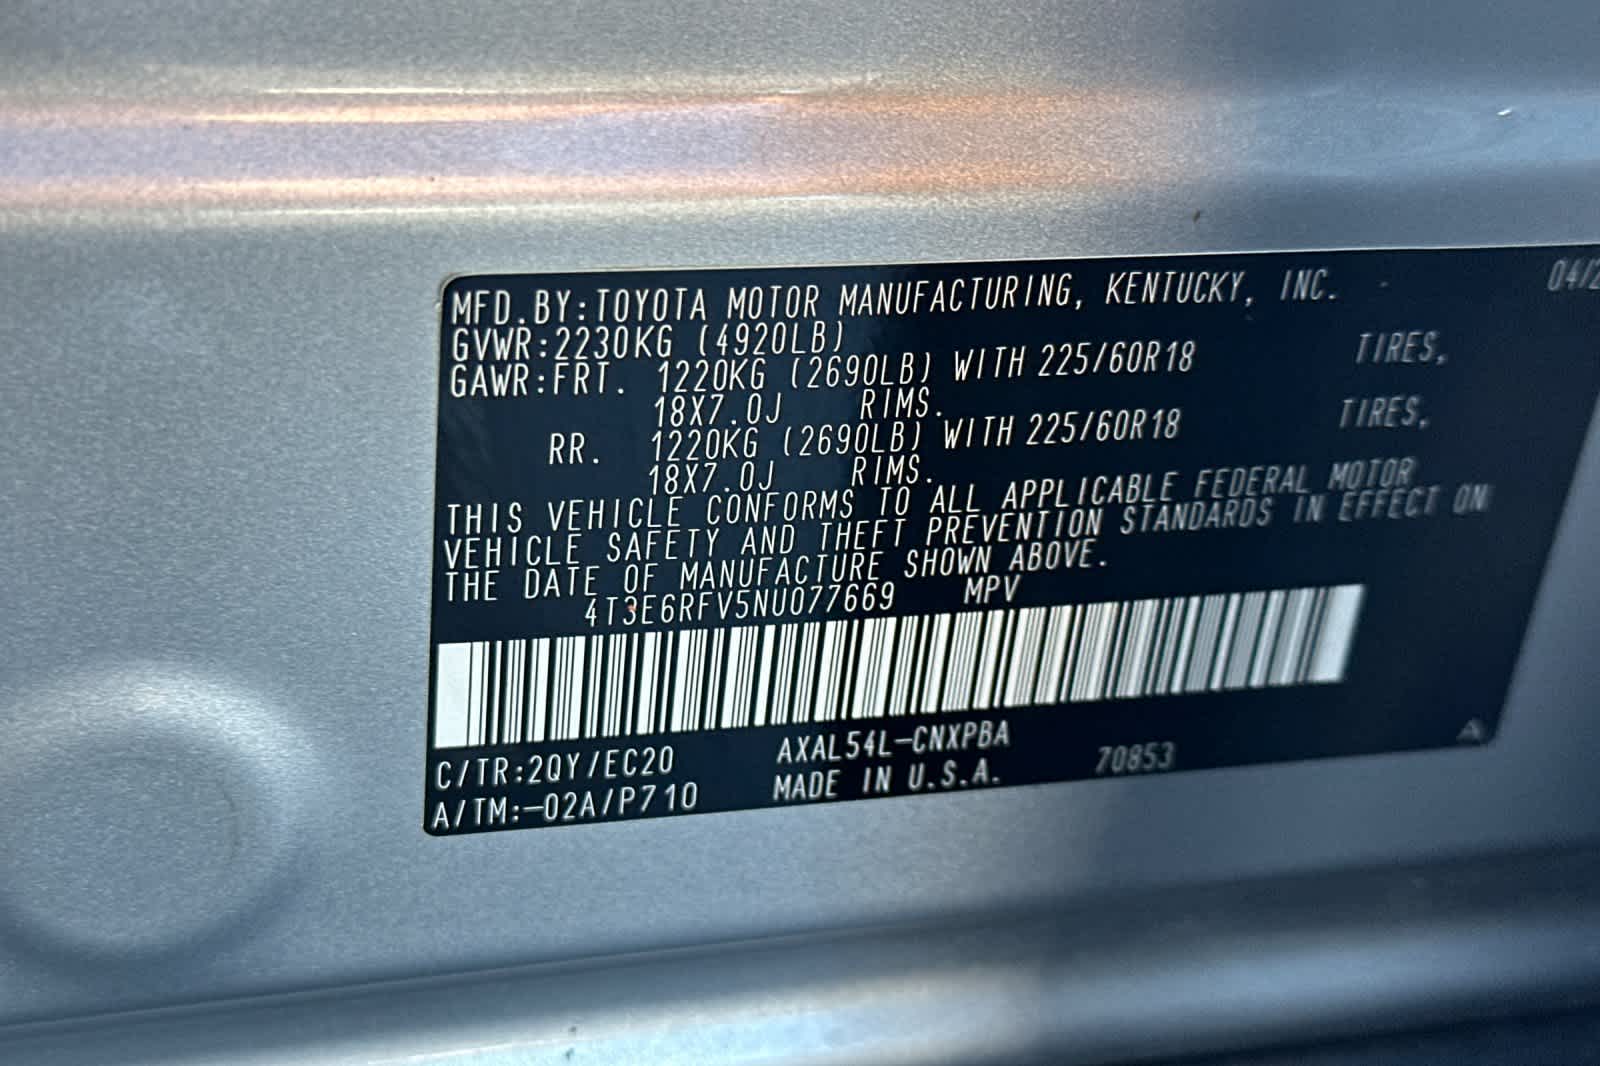 MFD.BY:TOYOTA MOTOR MANUFACTURING, KENTUCKY, INC.
GVWR:2230KG (4920LB)
GAWR:FRT. 1220KG (2690LB) WITH 225/60R18 TIRES,
18X7.0J RIMS.
RR. 1220KG (2690LB) WITH 225/60R18 TIRES,
18X7.0J RIMS.
THIS VEHICLE CONFORMS TO ALL APPLICABLE FEDERAL MOTOR
VEHICLE SAFETY AND THEFT PREVENTION STANDARDS IN EFFECT ON
THE DATE OF MANUFACTURE SHOWN ABOVE.
4T3E6RFV5NU077669 MPV
C/TR:2QY/EC20 AXAL54L-CNXPBA
A/TM:-02A/P710 MADE IN U.S.A. 70853